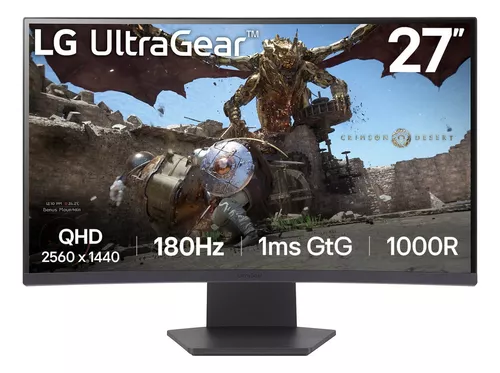 LG UltraGear™
27"
CRIMSON DESERT
QHD
2560 x 1440
180Hz
1ms GtG
1000R